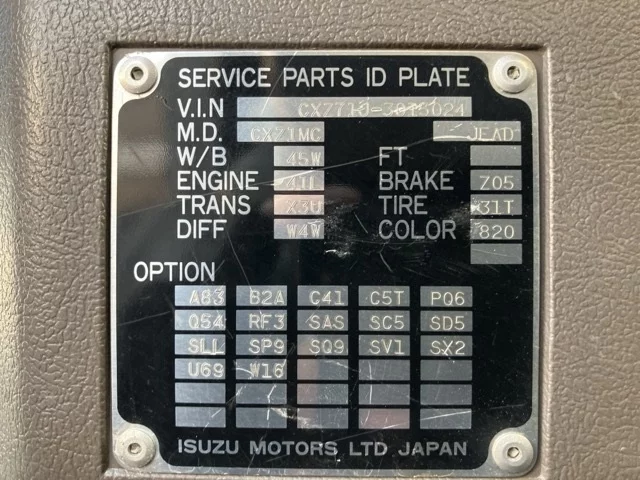 SERVICE PARTS ID PLATE
V.I.N
M.D. JEAD
W/B 45W FT
ENGINE BRAKE Z05
TRANS X3U TIRE *31T
DIFF W4W COLOR 820
OPTION
A83 B2A C41 C5T PQ6
Q54 RF3 SAS SC5 SD5
SLL SP9 SQ9 SV1 SX2
U69 W16
ISUZU MOTORS LTD JAPAN